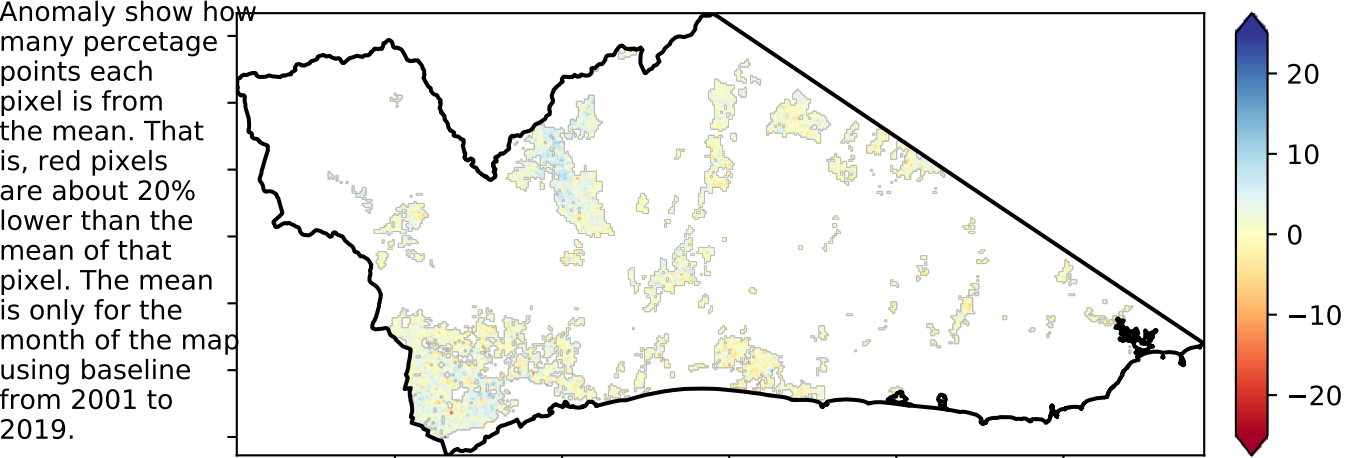 Anomaly show how
many percetage
points each
pixel is from
the mean. That
is, red pixels
are about 20%
lower than the
mean of that
pixel. The mean
is only for the
month of the map
using baseline
from 2001 to
2019.
20
10
0
−10
−20